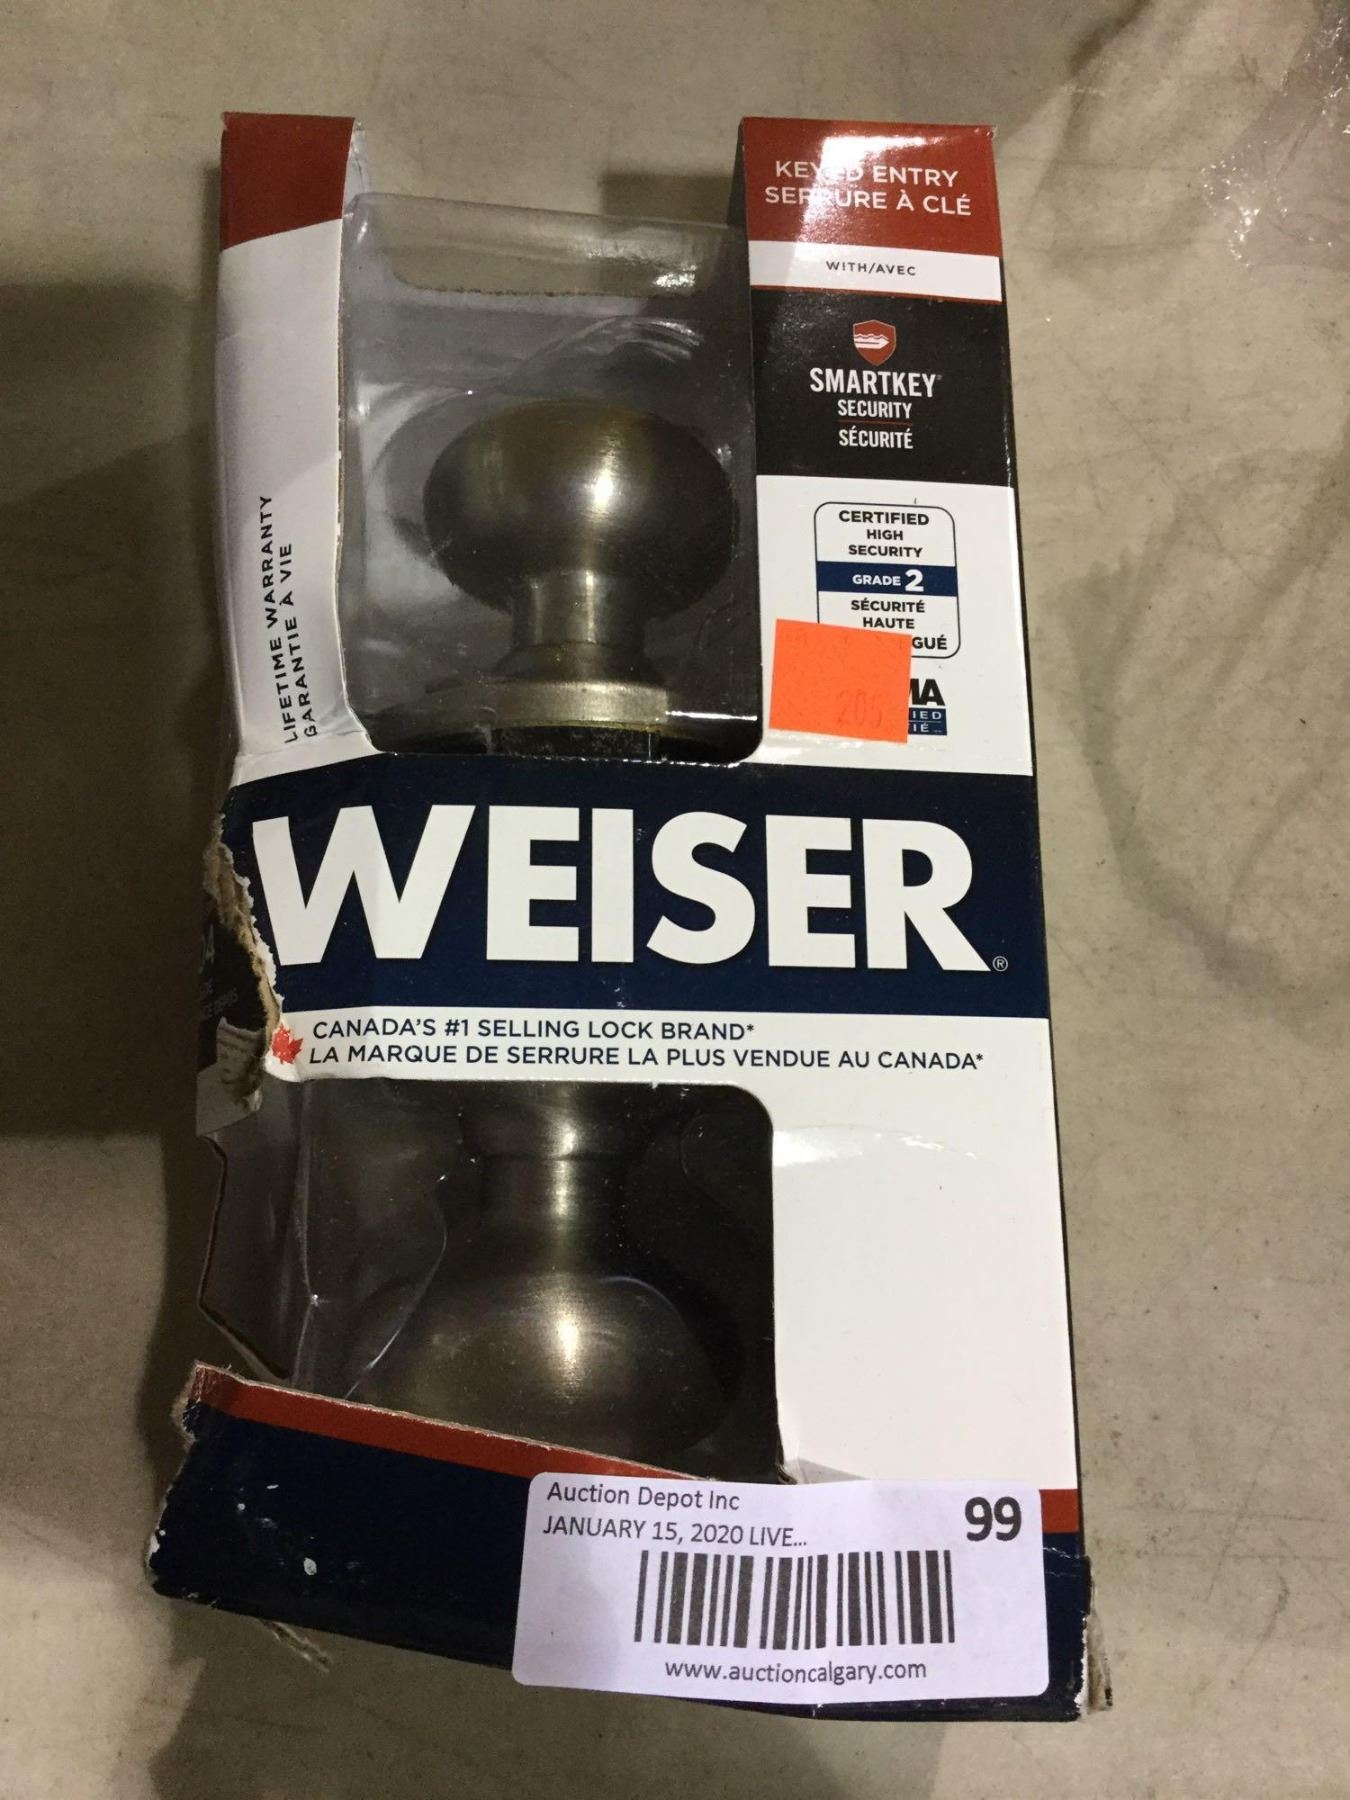 KEYED ENTRY
SERRURE À CLÉ
WITH/AVEC
SMARTKEY
SECURITY
SÉCURITÉ
CERTIFIED
HIGH
SECURITY
GRADE 2
SÉCURITÉ
HAUTE
205
LIFETIME WARRANTY
GARANTIE À VIE
WEISER®
CANADA'S #1 SELLING LOCK BRAND*
LA MARQUE DE SERRURE LA PLUS VENDUE AU CANADA*
Auction Depot Inc
99
JANUARY 15, 2020 LIVE...
www.auctioncalgary.com